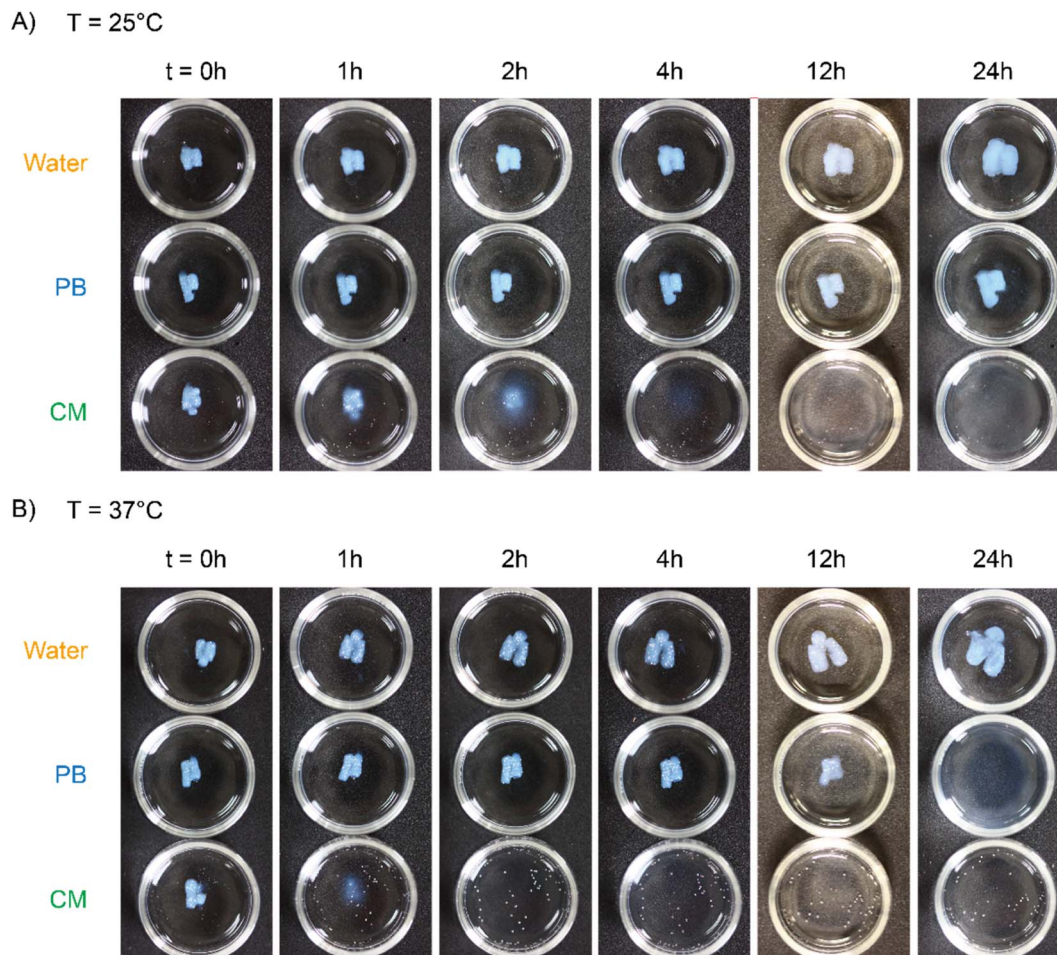 A) T = 25°C
t = 0h 1h 2h 4h 12h 24h
Water
PB
CM
B) T = 37°C
t = 0h 1h 2h 4h 12h 24h
Water
PB
CM